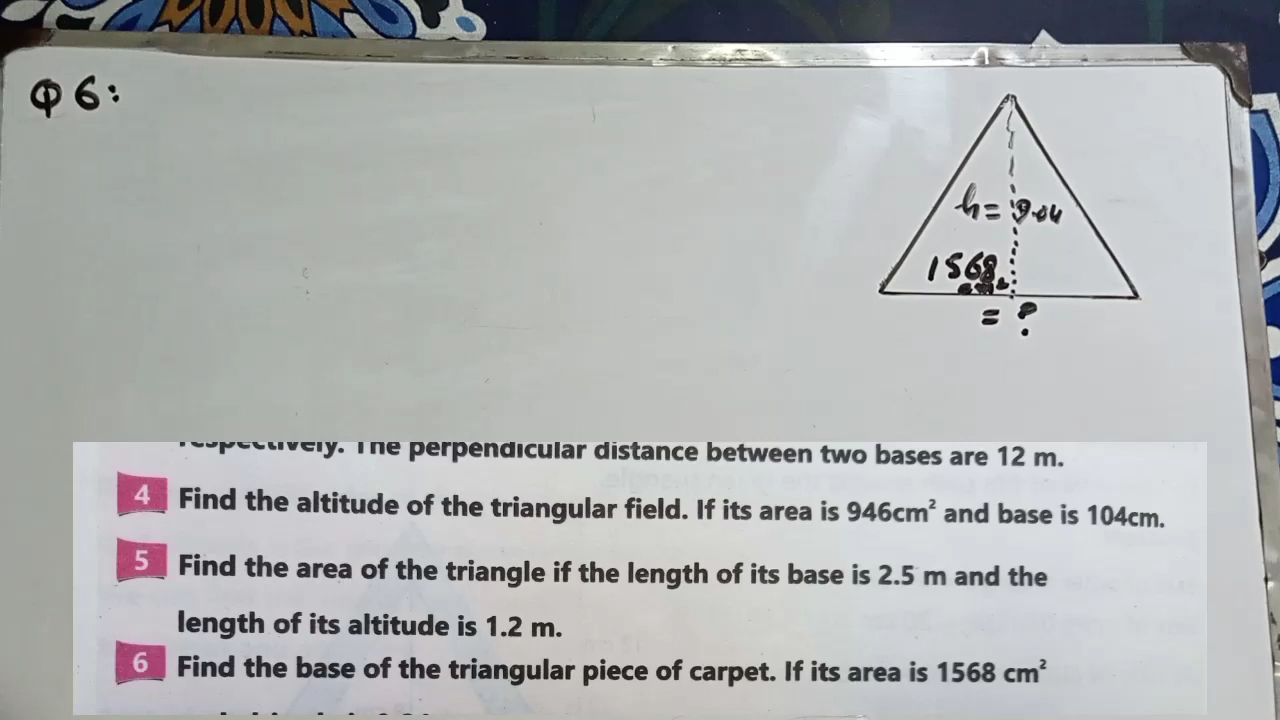 Q 6:
h = 9.04
1568
cm²
= ?
respectively. The perpendicular distance between two bases are 12 m.
4 Find the altitude of the triangular field. If its area is 946cm² and base is 104cm.
5 Find the area of the triangle if the length of its base is 2.5 m and the
length of its altitude is 1.2 m.
6 Find the base of the triangular piece of carpet. If its area is 1568 cm²